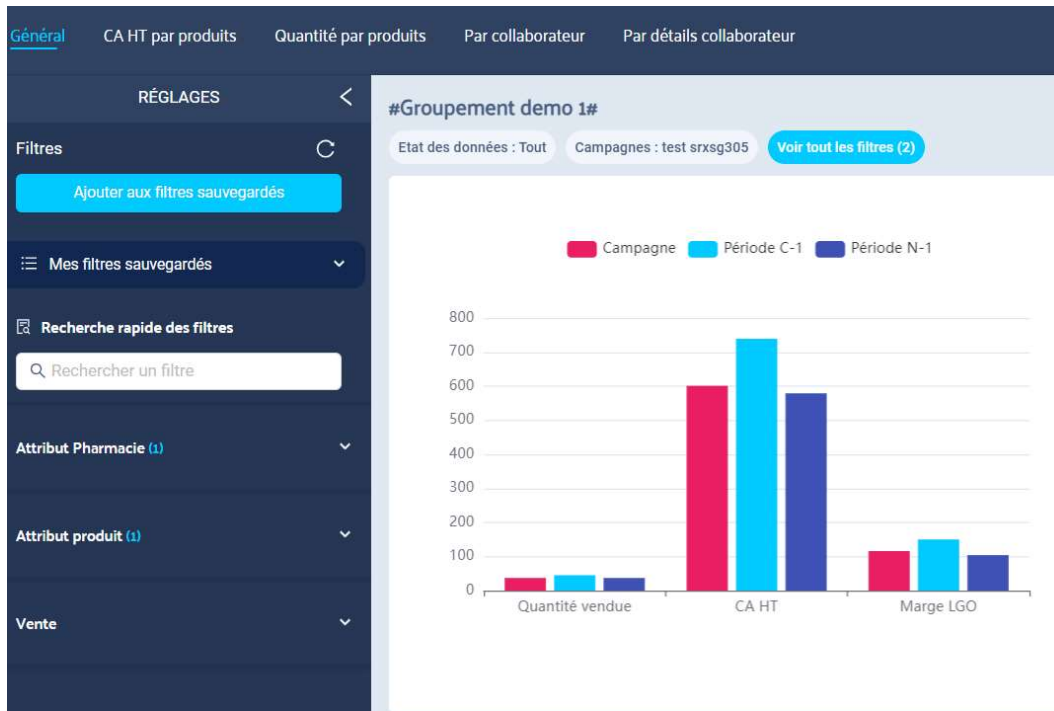 Général CA HT par produits Quantité par produits Par collaborateur Par détails collaborateur
RÉGLAGES
Filtres
Ajouter aux filtres sauvegardés
Mes filtres sauvegardés
Recherche rapide des filtres
Rechercher un filtre
Attribut Pharmacie (1)
Attribut produit (1)
Vente
#Groupement demo 1#
Etat des données : Tout Campagnes : test srxsg305 Voir tout les filtres (2)
Campagne Période C-1 Période N-1
800
700
600
500
400
300
200
100
0
Quantité vendue CA HT Marge LGO